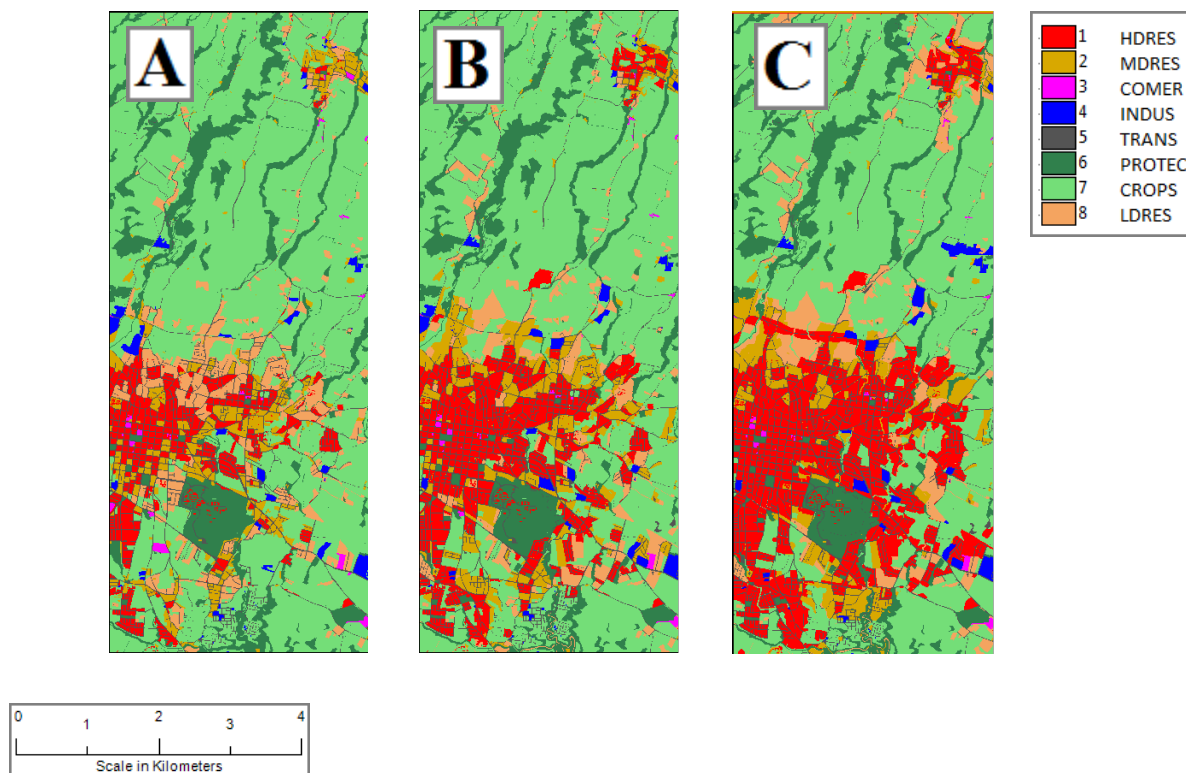 A
B
C
1 HDRES
2 MDRES
3 COMER
4 INDUS
5 TRANS
6 PROTEC
7 CROPS
8 LDRES
0 1 2 3 4
Scale in Kilometers